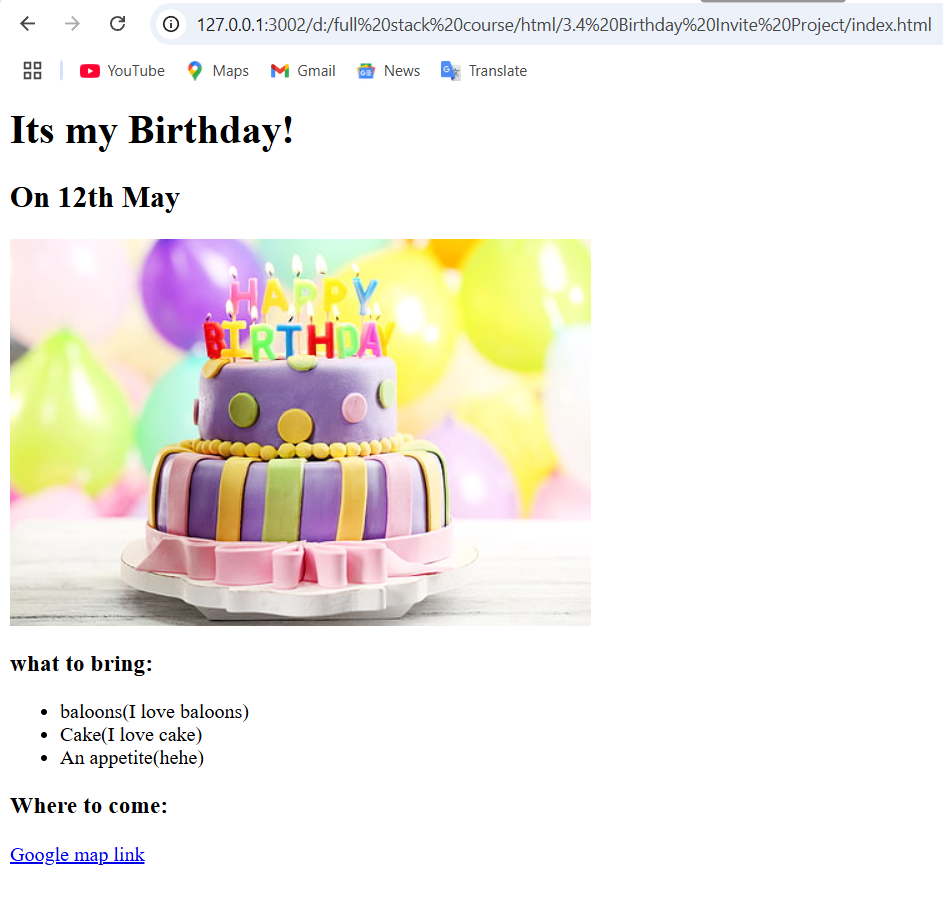 127.0.0.1:3002/d:/full%20stack%20course/html/3.4%20Birthday%20Invite%20Project/index.html
YouTube Maps Gmail News Translate
Its my Birthday!
On 12th May
HAPPY
BIRTHDAY
what to bring:
baloons(I love baloons)
Cake(I love cake)
An appetite(hehe)
Where to come:
Google map link